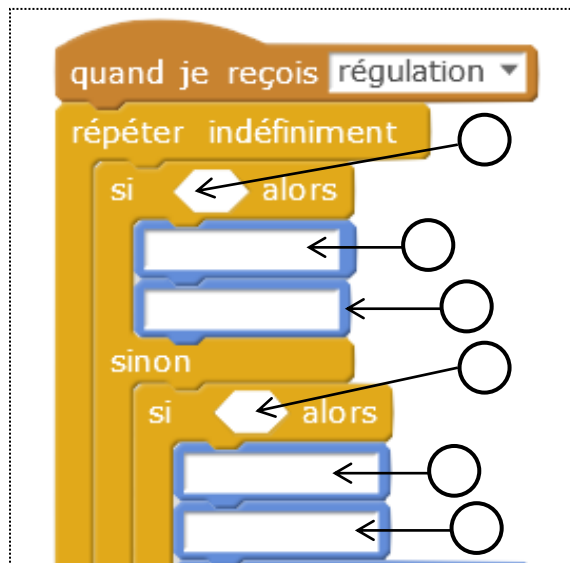 quand je reçois régulation
répéter indéfiniment
si alors
sinon
si alors